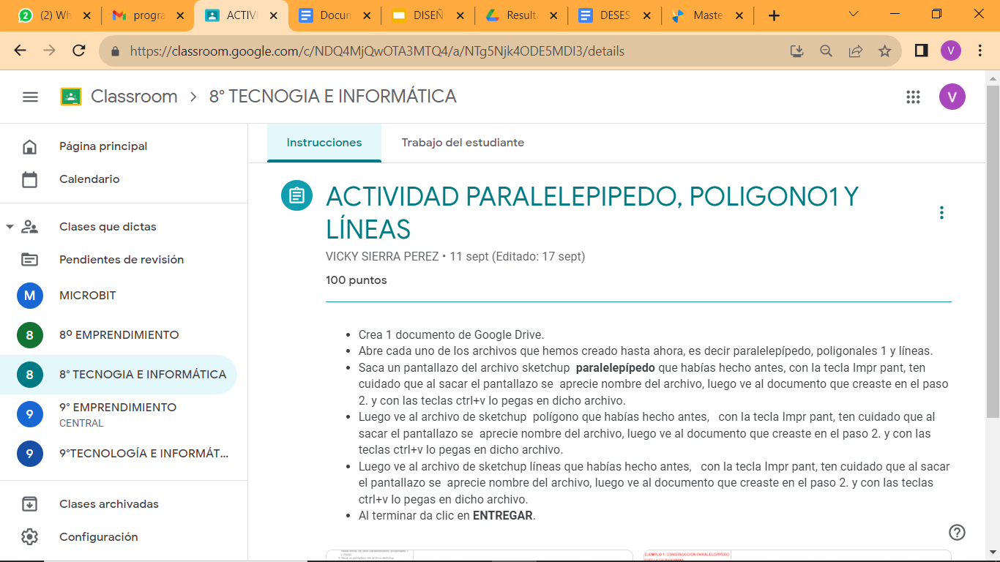 (2) Wh
progra
ACTIVI
Docun
DISEÑ
Result
DESES
Maste
https://classroom.google.com/c/NDQ4MjQwOTA3MTQ4/a/NTg5Njk4ODE5MDI3/details
V
Classroom > 8° TECNOGIA E INFORMÁTICA
V
Página principal
Calendario
Clases que dictas
Pendientes de revisión
M MICROBIT
8 8º EMPRENDIMIENTO
8 8° TECNOGIA E INFORMÁTICA
9 9° EMPRENDIMIENTO
CENTRAL
9 9°TECNOLOGÍA E INFORMÁT...
Clases archivadas
Configuración
Instrucciones Trabajo del estudiante
ACTIVIDAD PARALELEPIPEDO, POLIGONO1 Y
LÍNEAS
VICKY SIERRA PEREZ • 11 sept (Editado: 17 sept)
100 puntos
• Crea 1 documento de Google Drive.
• Abre cada uno de los archivos que hemos creado hasta ahora, es decir paralelepípedo, poligonales 1 y líneas.
• Saca un pantallazo del archivo sketchup paralelepípedo que habías hecho antes, con la tecla Impr pant, ten
cuidado que al sacar el pantallazo se aprecie nombre del archivo, luego ve al documento que creaste en el paso
2. y con las teclas ctrl+v lo pegas en dicho archivo.
• Luego ve al archivo de sketchup polígono que habías hecho antes, con la tecla Impr pant, ten cuidado que al
sacar el pantallazo se aprecie nombre del archivo, luego ve al documento que creaste en el paso 2. y con las
teclas ctrl+v lo pegas en dicho archivo.
• Luego ve al archivo de sketchup líneas que habías hecho antes, con la tecla Impr pant, ten cuidado que al sacar
el pantallazo se aprecie nombre del archivo, luego ve al documento que creaste en el paso 2. y con las teclas
ctrl+v lo pegas en dicho archivo.
• Al terminar da clic en ENTREGAR.
EJEMPLO 1: CONSTRUCCIÓN PARALELEPIPEDO